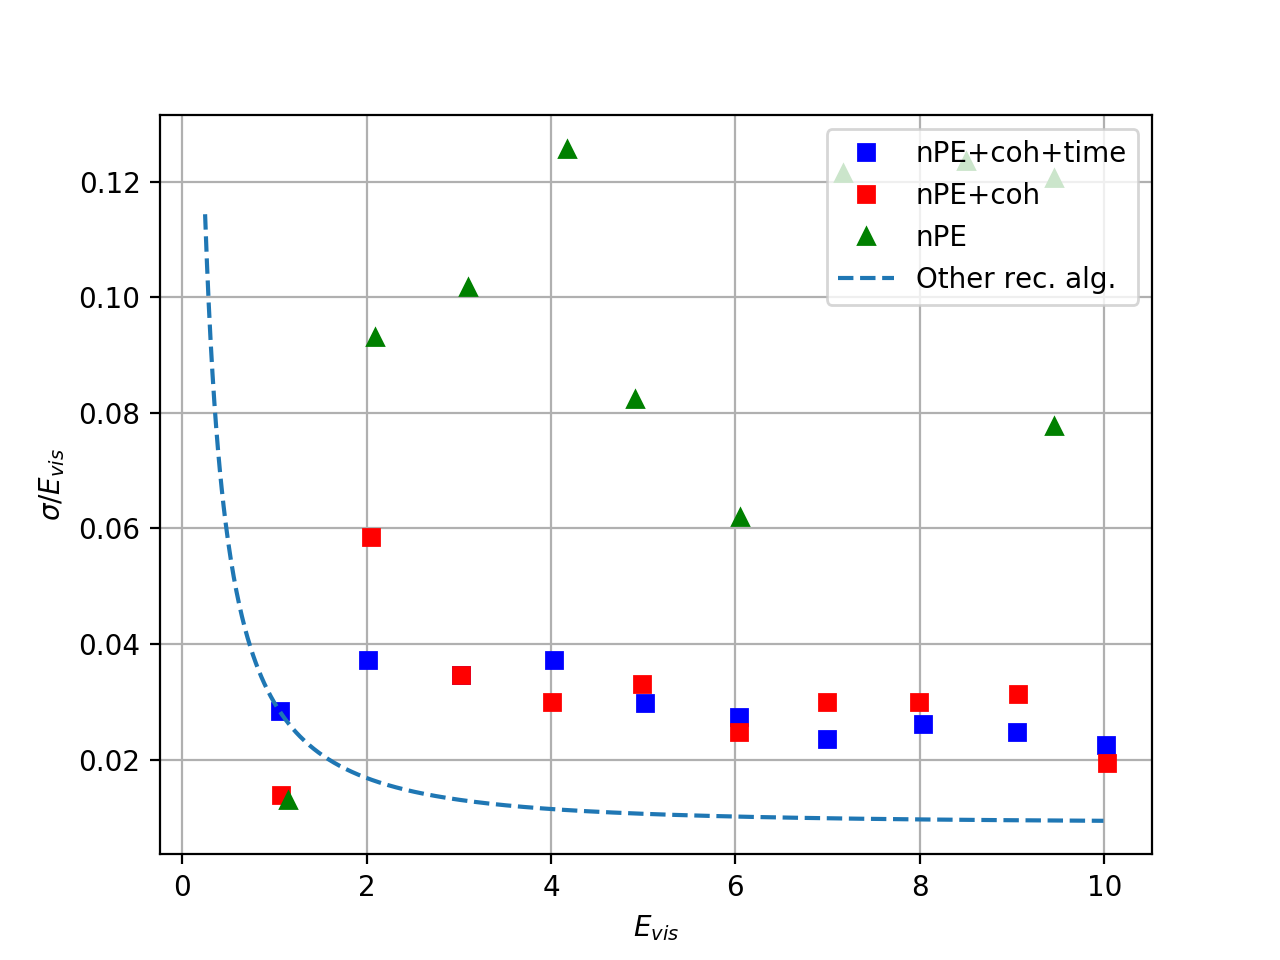 nPE+coh+time
nPE+coh
nPE
Other rec. alg.
0.12
0.10
0.08
0.06
0.04
0.02
σ/E_vis
0 2 4 6 8 10
E_vis